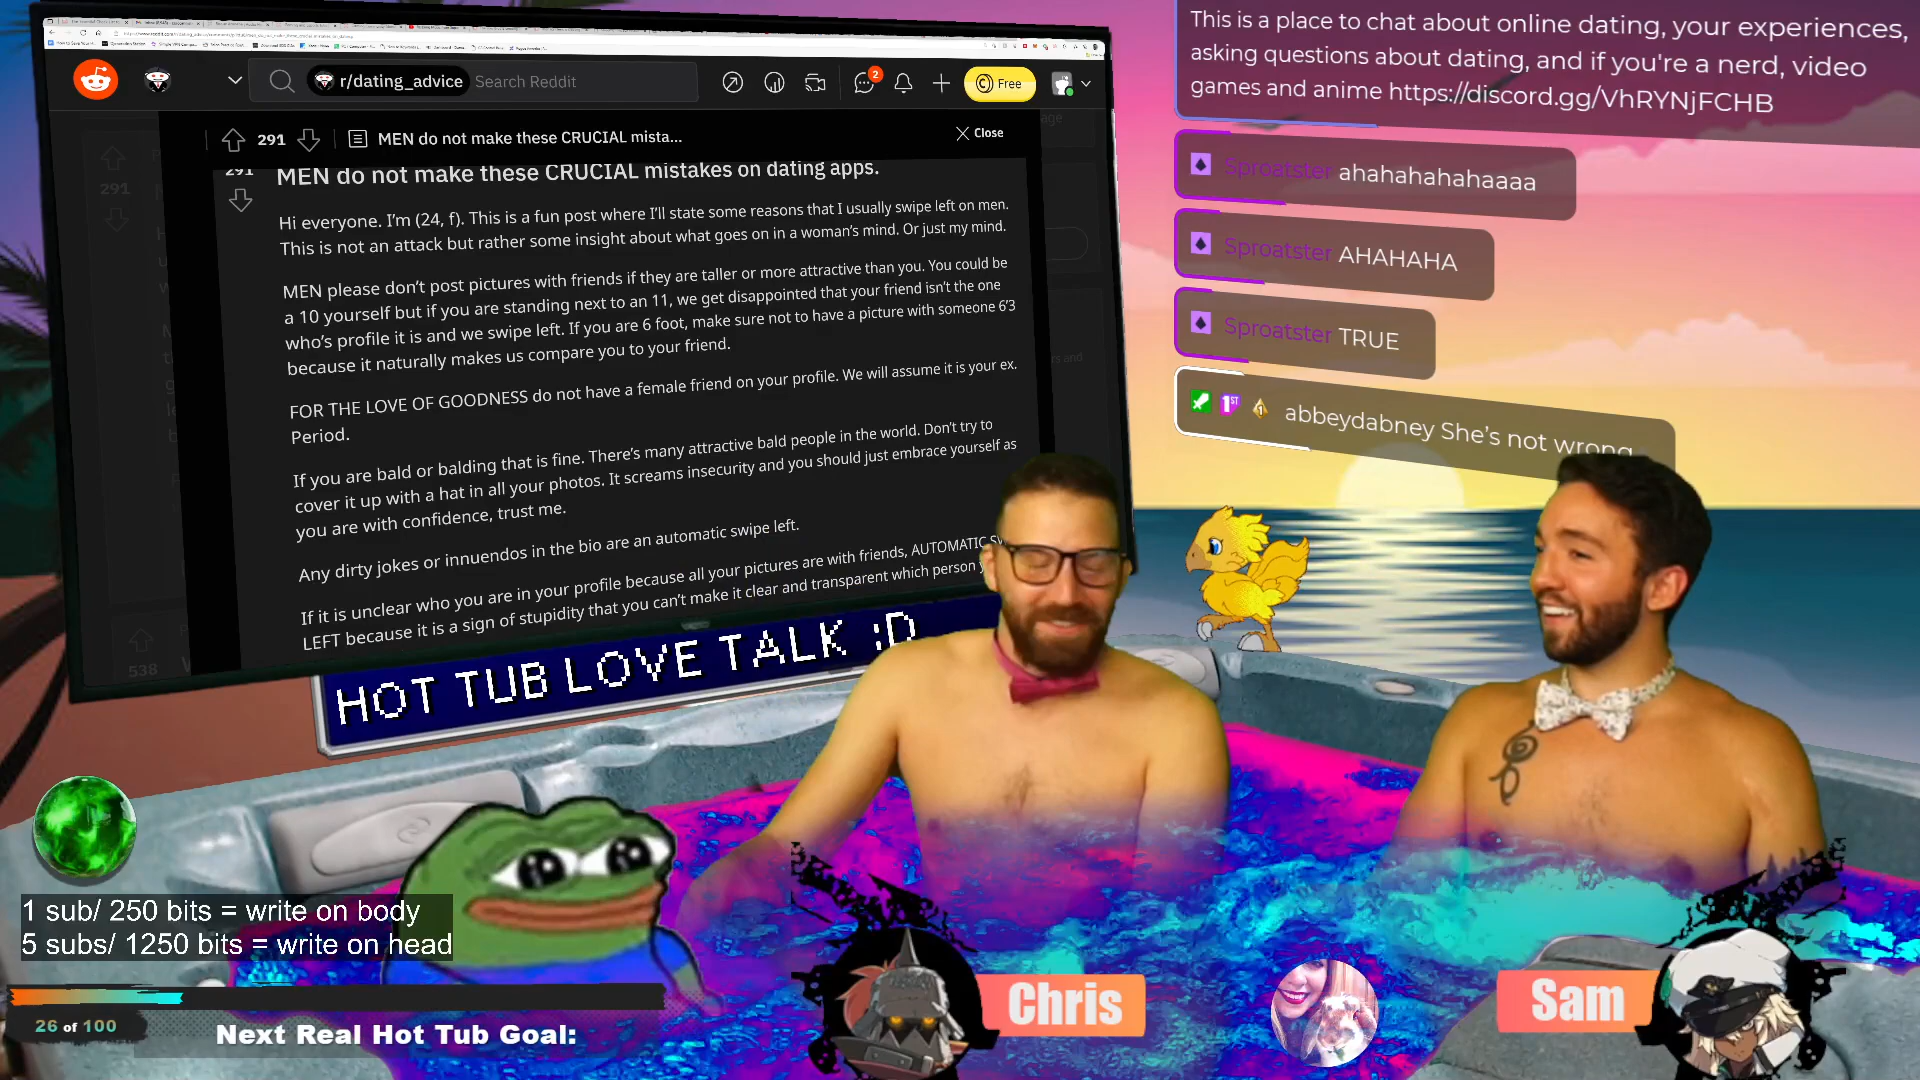 r/dating_advice Search Reddit
2
Free
291 MEN do not make these CRUCIAL mista... Close
291
MEN do not make these CRUCIAL mistakes on dating apps.
Hi everyone. I'm (24, f). This is a fun post where I'll state some reasons that I usually swipe left on men.
This is not an attack but rather some insight about what goes on in a woman's mind. Or just my mind.
MEN please don't post pictures with friends if they are taller or more attractive than you. You could be
a 10 yourself but if you are standing next to an 11, we get disappointed that your friend isn't the one
who's profile it is and we swipe left. If you are 6 foot, make sure not to have a picture with someone 6'3
because it naturally makes us compare you to your friend.
FOR THE LOVE OF GOODNESS do not have a female friend on your profile. We will assume it is your ex.
Period.
If you are bald or balding that is fine. There's many attractive bald people in the world. Don't try to
cover it up with a hat in all your photos. It screams insecurity and you should just embrace yourself as
you are with confidence, trust me.
Any dirty jokes or innuendos in the bio are an automatic swipe left.
If it is unclear who you are in your profile because all your pictures are with friends, AUTOMATIC
LEFT because it is a sign of stupidity that you can't make it clear and transparent which person
291
538
HOT TUB LOVE TALK :D
This is a place to chat about online dating, your experiences,
asking questions about dating, and if you're a nerd, video
games and anime https://discord.gg/VhRYNjFCHB
Sproatster ahahahahahaaaa
Sproatster AHAHAHA
Sproatster TRUE
1ST abbeydabney She's not wrong
1 sub/ 250 bits = write on body
5 subs/ 1250 bits = write on head
26 of 100
Next Real Hot Tub Goal:
Chris
Sam